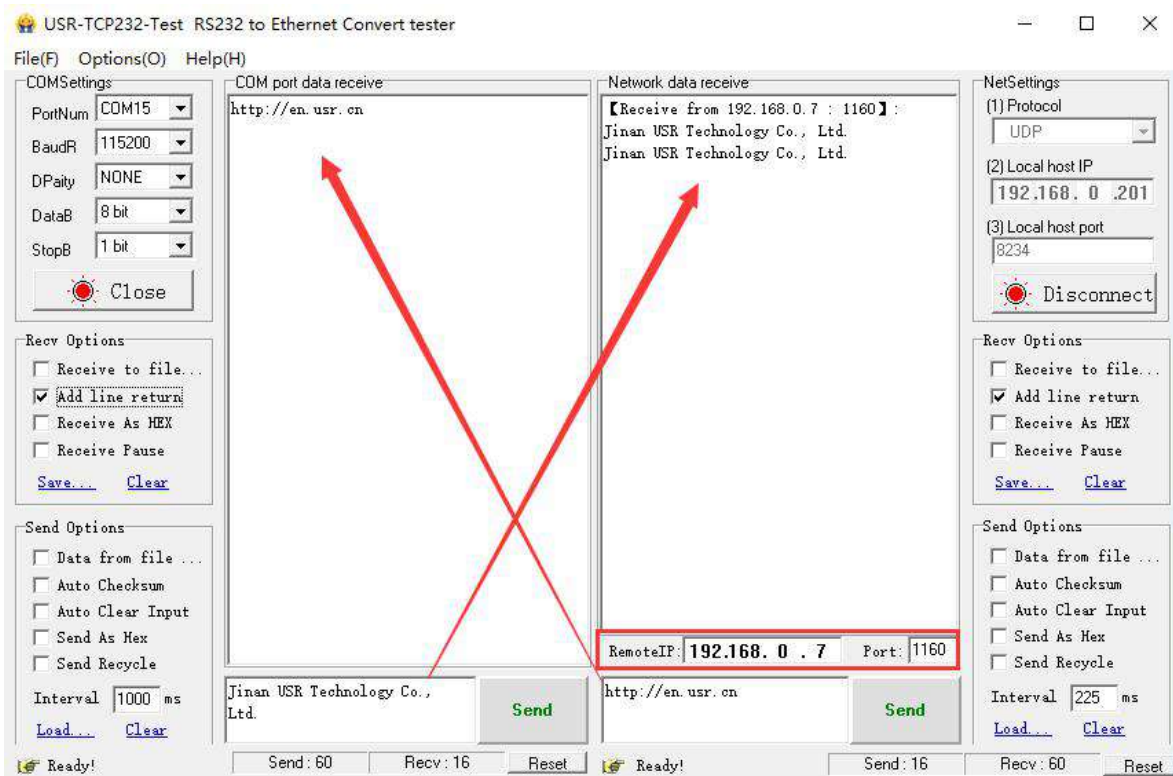 USR-TCP232-Test RS232 to Ethernet Convert tester
File(F) Options(O) Help(H)
COMSettings
PortNum COM15
BaudR 115200
DPaity NONE
DataB 8 bit
StopB 1 bit
Close
Recv Options
Receive to file...
Add line return
Receive As HEX
Receive Pause
Save... Clear
Send Options
Data from file ...
Auto Checksum
Auto Clear Input
Send As Hex
Send Recycle
Interval 1000 ms
Load... Clear
COM port data receive
http://en.usr.cn
Jinan USR Technology Co.,
Ltd.
Send
Network data receive
【Receive from 192.168.0.7 : 1160】:
Jinan USR Technology Co., Ltd.
Jinan USR Technology Co., Ltd.
RemoteIP: 192.168. 0 . 7 Port: 1160
http://en.usr.cn
Send
NetSettings
(1) Protocol
UDP
(2) Local host IP
192.168. 0 .201
(3) Local host port
8234
Disconnect
Recv Options
Receive to file...
Add line return
Receive As HEX
Receive Pause
Save... Clear
Send Options
Data from file ...
Auto Checksum
Auto Clear Input
Send As Hex
Send Recycle
Interval 225 ms
Load... Clear
Ready! Send : 60 Recv : 16 Reset
Ready! Send : 16 Recv : 60 Reset